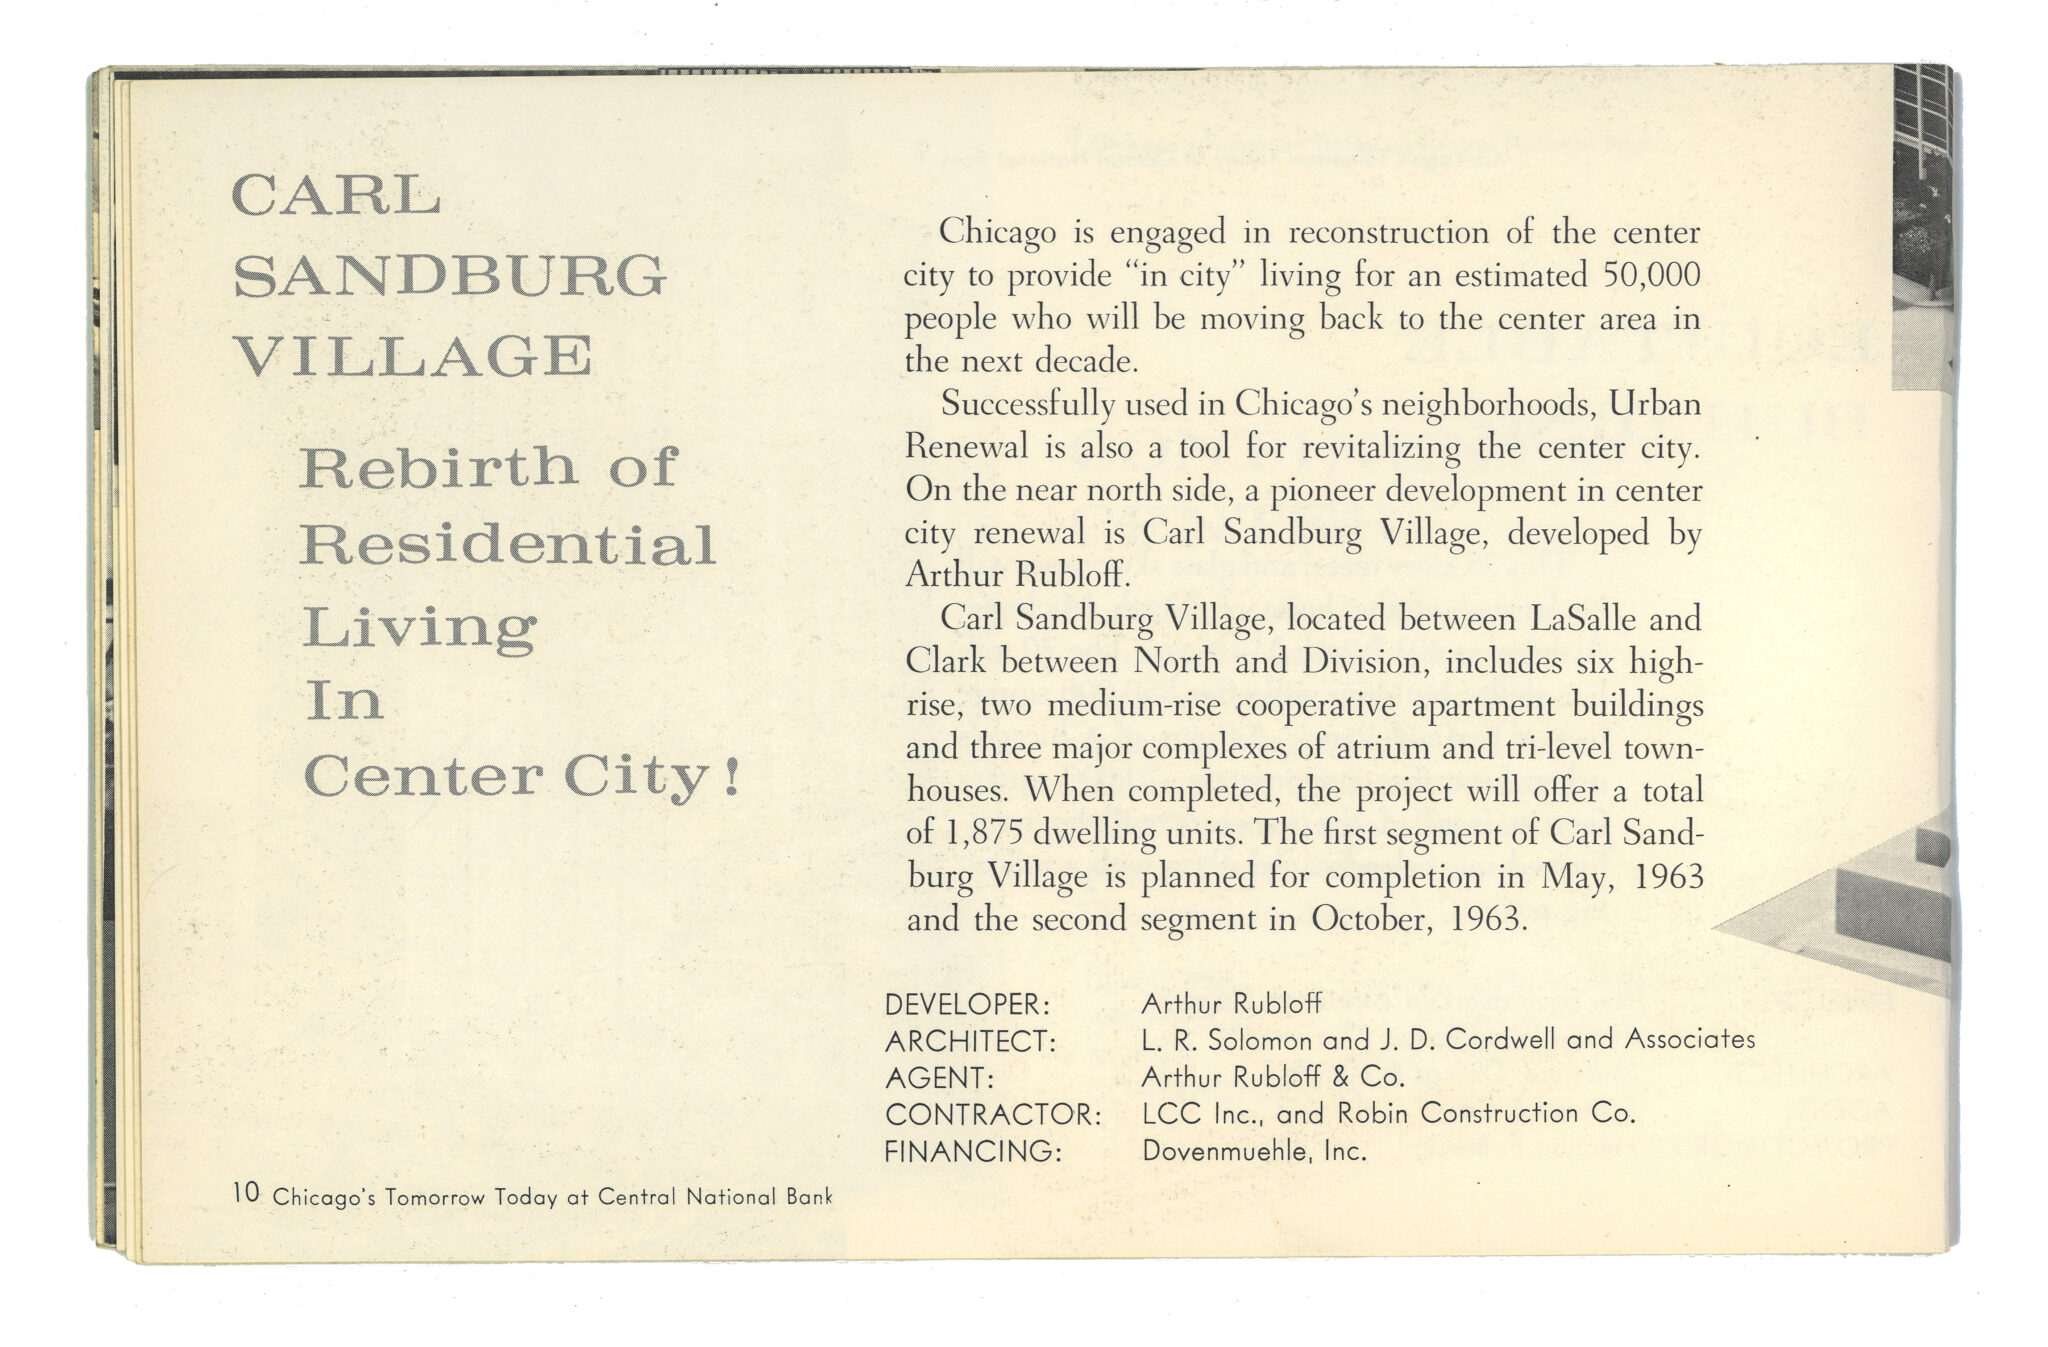 CARL
SANDBURG
VILLAGE
Rebirth of
Residential
Living
In
Center City!
Chicago is engaged in reconstruction of the center
city to provide “in city” living for an estimated 50,000
people who will be moving back to the center area in
the next decade.
Successfully used in Chicago’s neighborhoods, Urban
Renewal is also a tool for revitalizing the center city.
On the near north side, a pioneer development in center
city renewal is Carl Sandburg Village, developed by
Arthur Rubloff.
Carl Sandburg Village, located between LaSalle and
Clark between North and Division, includes six high-
rise, two medium-rise cooperative apartment buildings
and three major complexes of atrium and tri-level town-
houses. When completed, the project will offer a total
of 1,875 dwelling units. The first segment of Carl Sand-
burg Village is planned for completion in May, 1963
and the second segment in October, 1963.
DEVELOPER: Arthur Rubloff
ARCHITECT: L. R. Solomon and J. D. Cordwell and Associates
AGENT: Arthur Rubloff & Co.
CONTRACTOR: LCC Inc., and Robin Construction Co.
FINANCING: Dovenmuehle, Inc.
10 Chicago’s Tomorrow Today at Central National Bank